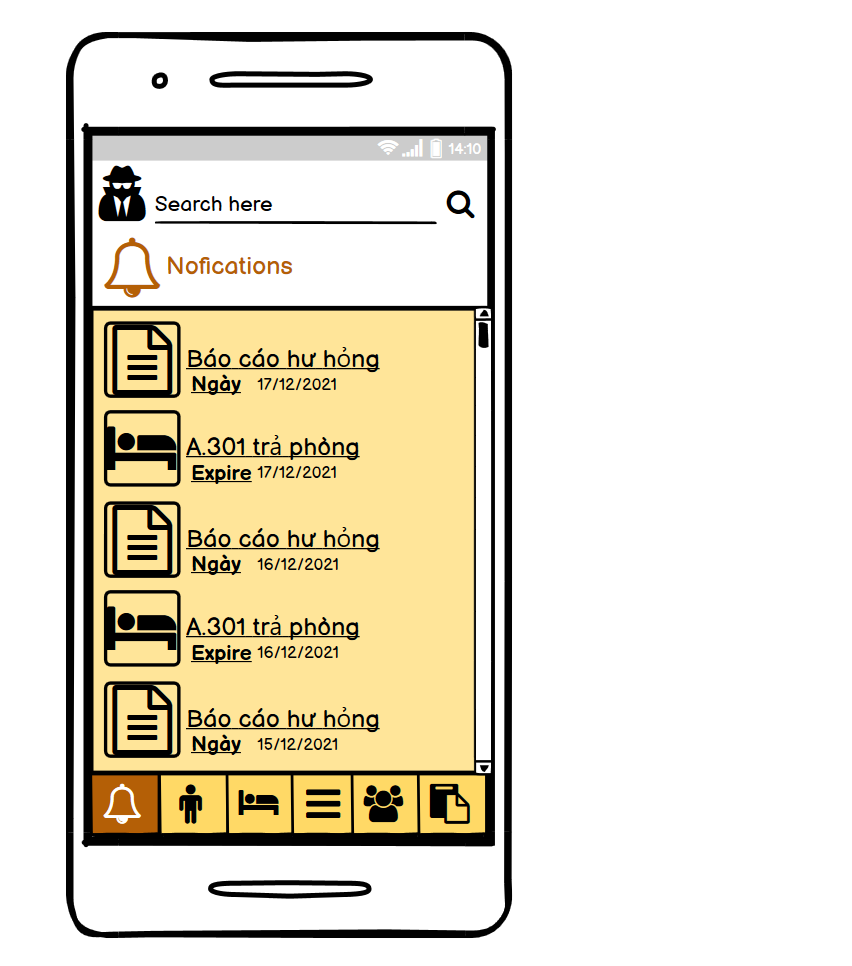 14:10
Search here
Nofications
Báo cáo hư hỏng
Ngày 17/12/2021
A.301 trả phòng
Expire 17/12/2021
Báo cáo hư hỏng
Ngày 16/12/2021
A.301 trả phòng
Expire 16/12/2021
Báo cáo hư hỏng
Ngày 15/12/2021